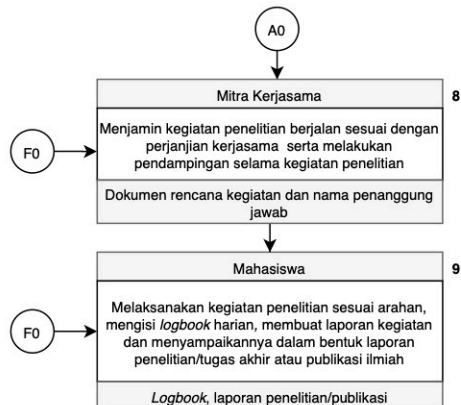 A0
Mitra Kerjasama
8
Menjamin kegiatan penelitian berjalan sesuai dengan
perjanjian kerjasama serta melakukan
pendampingan selama kegiatan penelitian
F0
Dokumen rencana kegiatan dan nama penanggung
jawab
Mahasiswa
9
Melaksanakan kegiatan penelitian sesuai arahan,
mengisi logbook harian, membuat laporan kegiatan
dan menyampaikannya dalam bentuk laporan
penelitian/tugas akhir atau publikasi ilmiah
F0
Logbook, laporan penelitian/publikasi